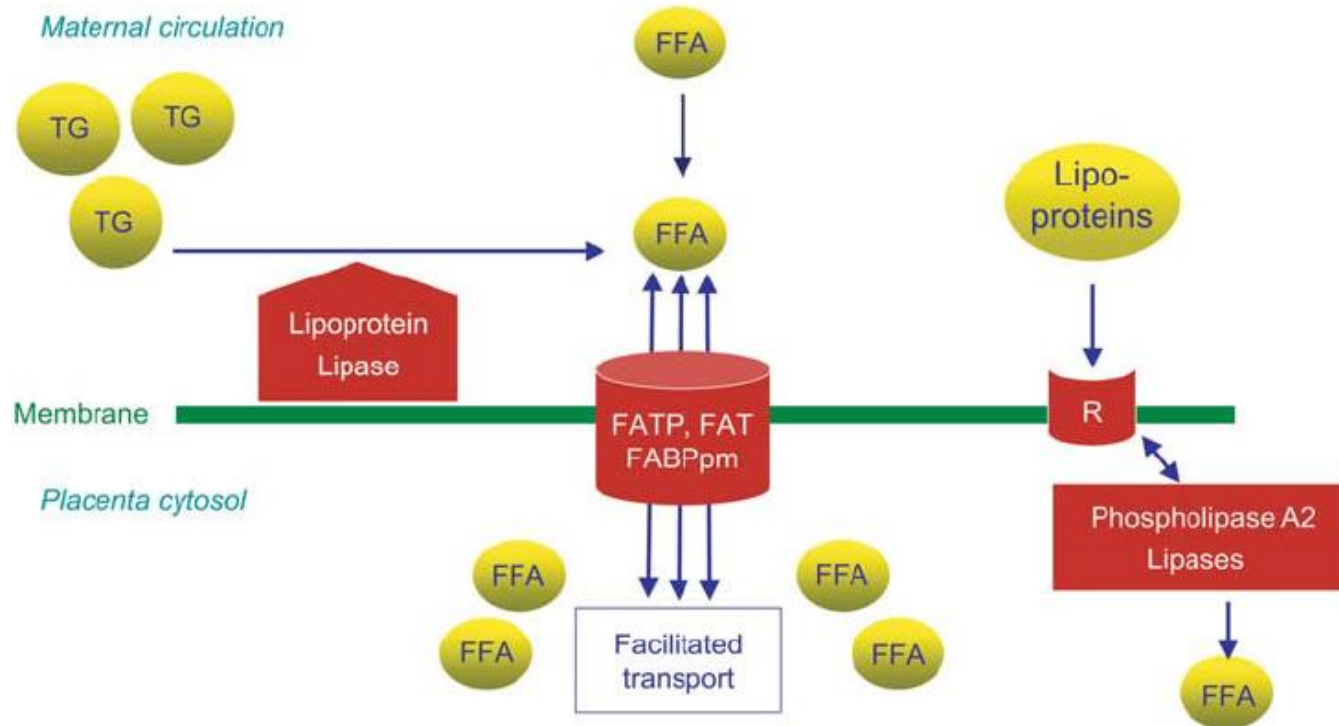 Maternal circulation
FFA
TG
TG
TG
FFA
Lipo-
proteins
Lipoprotein
Lipase
Membrane
FATP, FAT
FABPpm
R
Placenta cytosol
Phospholipase A2
Lipases
FFA
FFA
FFA
FFA
Facilitated
transport
FFA